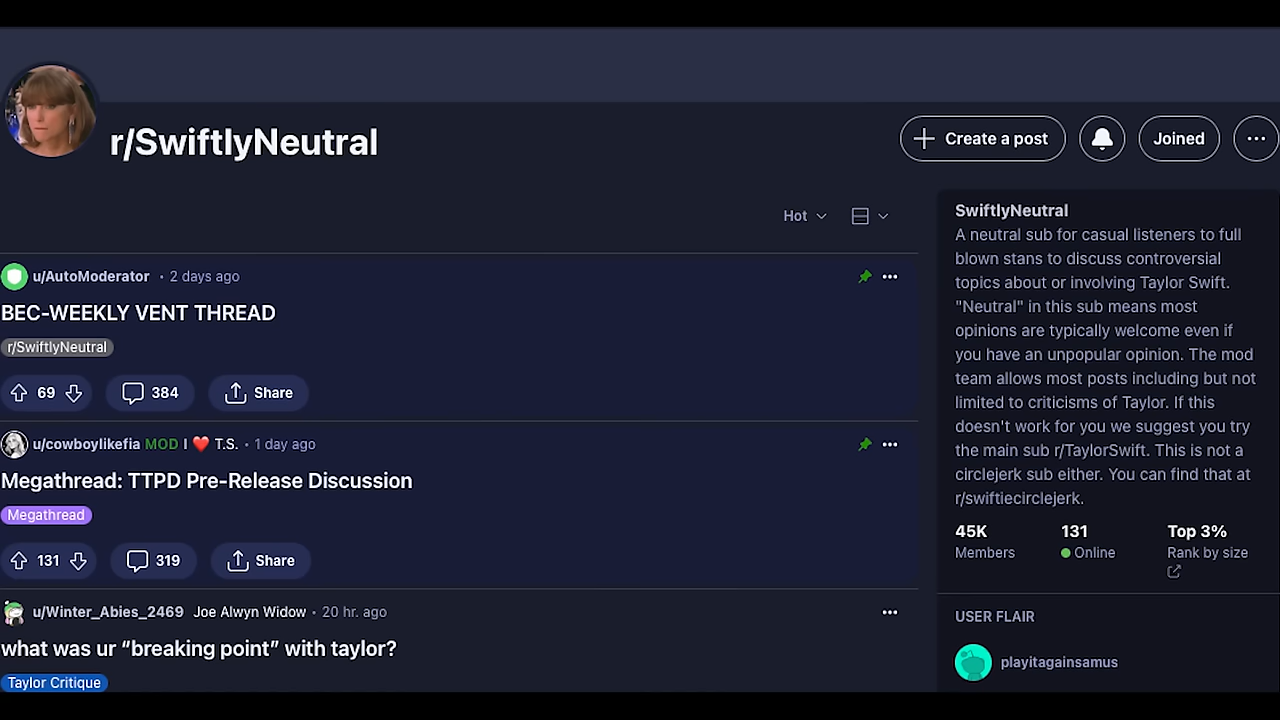 r/SwiftlyNeutral
Create a post
Joined
Hot
u/AutoModerator • 2 days ago
BEC-WEEKLY VENT THREAD
r/SwiftlyNeutral
69
384
Share
u/cowboylikefia MOD I ❤️ T.S. • 1 day ago
Megathread: TTPD Pre-Release Discussion
Megathread
131
319
Share
u/Winter_Abies_2469 Joe Alwyn Widow • 20 hr. ago
what was ur “breaking point” with taylor?
Taylor Critique
SwiftlyNeutral
A neutral sub for casual listeners to full
blown stans to discuss controversial
topics about or involving Taylor Swift.
"Neutral" in this sub means most
opinions are typically welcome even if
you have an unpopular opinion. The mod
team allows most posts including but not
limited to criticisms of Taylor. If this
doesn't work for you we suggest you try
the main sub r/TaylorSwift. This is not a
circlejerk sub either. You can find that at
r/swiftiecirclejerk.
45K 131 Top 3%
Members Online Rank by size
USER FLAIR
playitagainsamus